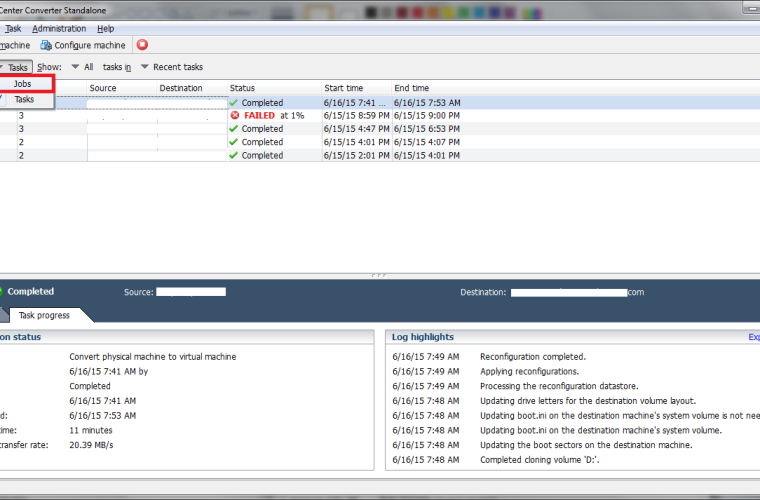 Center Converter Standalone
Task Administration Help
machine Configure machine
Tasks Show: All tasks in Recent tasks
Jobs
Tasks
Source Destination Status Start time End time
Completed 6/16/15 7:41 ... 6/16/15 7:53 AM
3 FAILED at 1% 6/15/15 8:59 PM 6/15/15 9:00 PM
3 Completed 6/15/15 4:47 PM 6/15/15 6:53 PM
2 Completed 6/15/15 4:01 PM 6/15/15 4:07 PM
2 Completed 6/15/15 2:01 PM 6/15/15 4:01 PM
Completed Source: Destination: com
Task progress
on status
Convert physical machine to virtual machine
6/16/15 7:41 AM by
Completed
6/16/15 7:41 AM
d: 6/16/15 7:53 AM
time: 11 minutes
transfer rate: 20.39 MB/s
Log highlights Exp
6/16/15 7:49 AM Reconfiguration completed.
6/16/15 7:49 AM Applying reconfigurations.
6/16/15 7:49 AM Processing the reconfiguration datastore.
6/16/15 7:48 AM Updating drive letters for the destination volume layout.
6/16/15 7:48 AM Updating boot.ini on the destination machine's system volume is not nee
6/16/15 7:48 AM Updating boot.ini on the destination machine's system volume.
6/16/15 7:48 AM Updating the boot sectors on the destination machine.
6/16/15 7:48 AM Completed cloning volume 'D:'.